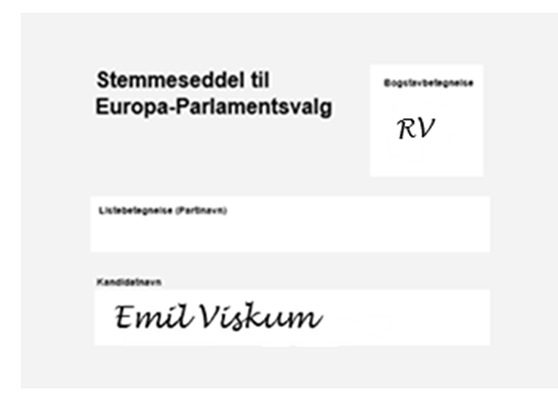 Stemmeseddel til
Europa-Parlamentsvalg
Bogstavbetegnelse
RV
Listebetegnelse (Partinavn)
Kandidatnavn
Emil Viskum